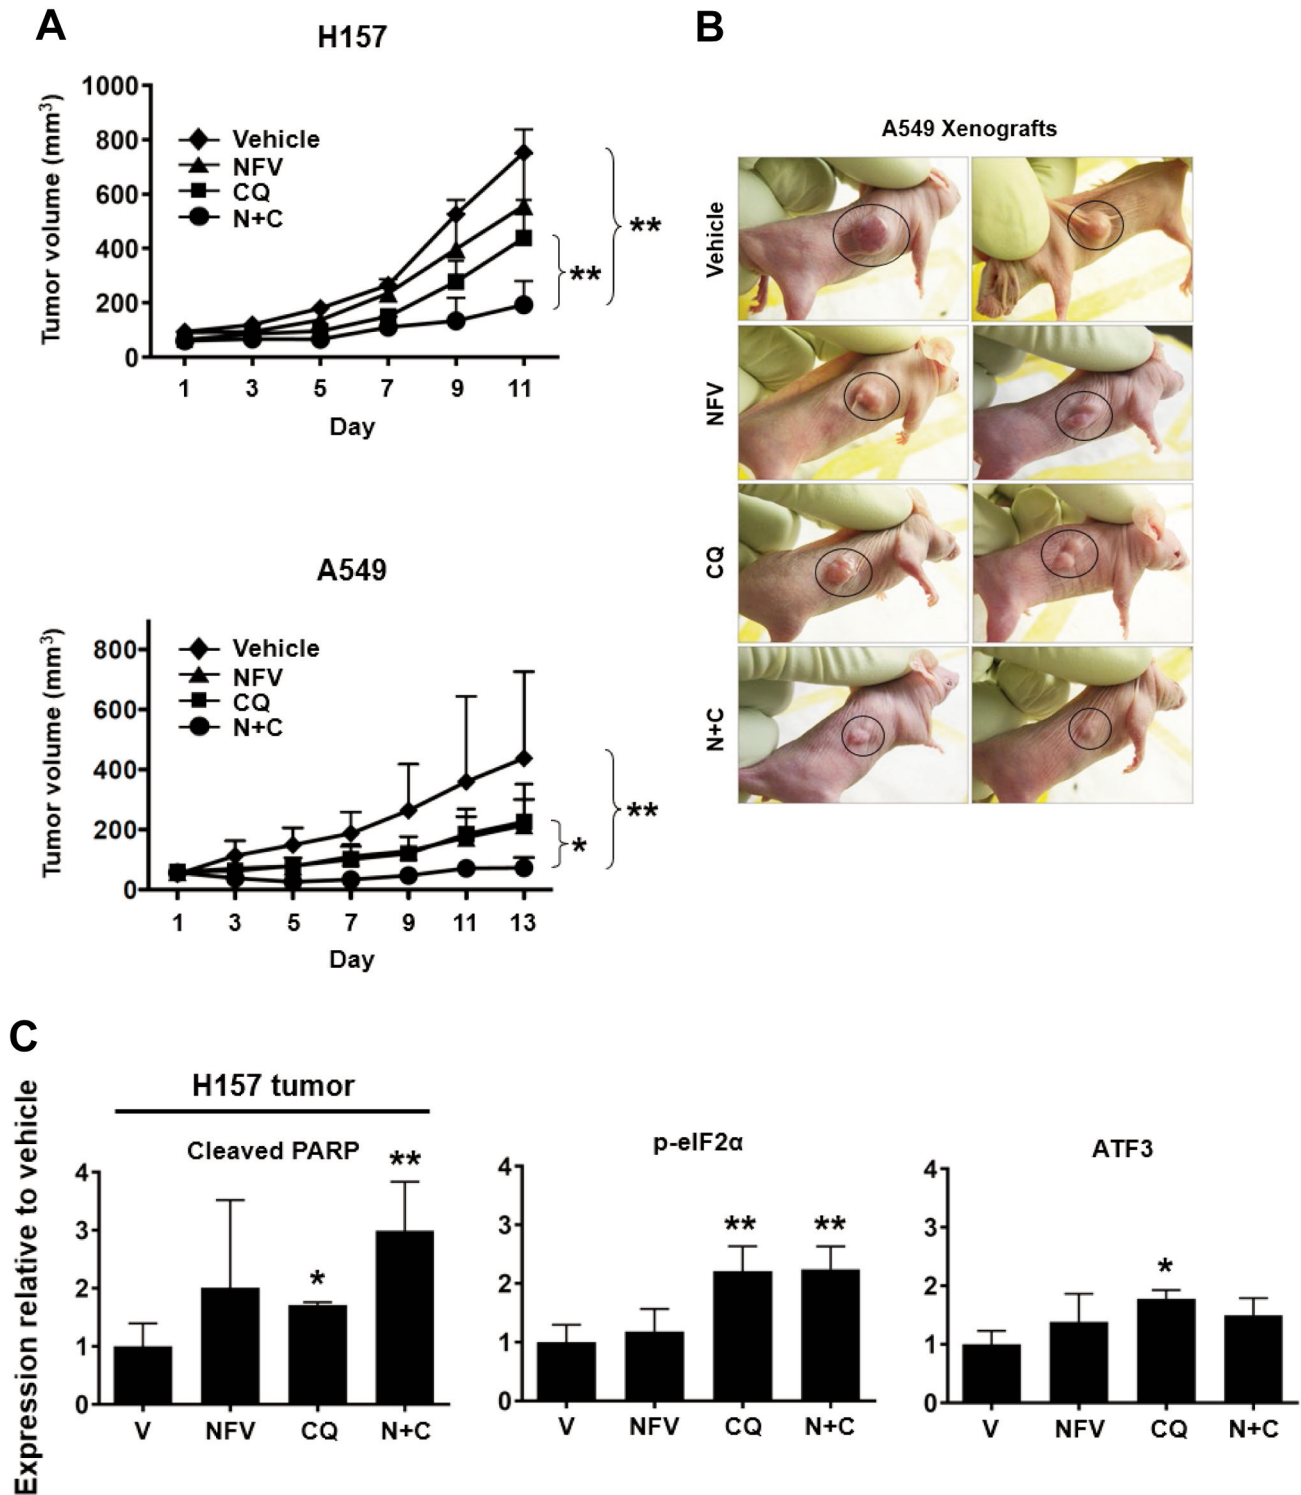 A
H157
Tumor volume (mm³)
1000
800
600
400
200
0
Vehicle
NFV
CQ
N+C
**
**
1 3 5 7 9 11
Day
A549
Tumor volume (mm³)
800
600
400
200
0
Vehicle
NFV
CQ
N+C
**
*
1 3 5 7 9 11 13
Day
B
A549 Xenografts
Vehicle
NFV
CQ
N+C
C
Expression relative to vehicle
H157 tumor
Cleaved PARP
4
3
2
1
0
*
**
V NFV CQ N+C
p-eIF2α
4
3
2
1
0
** **
V NFV CQ N+C
ATF3
4
3
2
1
0
*
V NFV CQ N+C